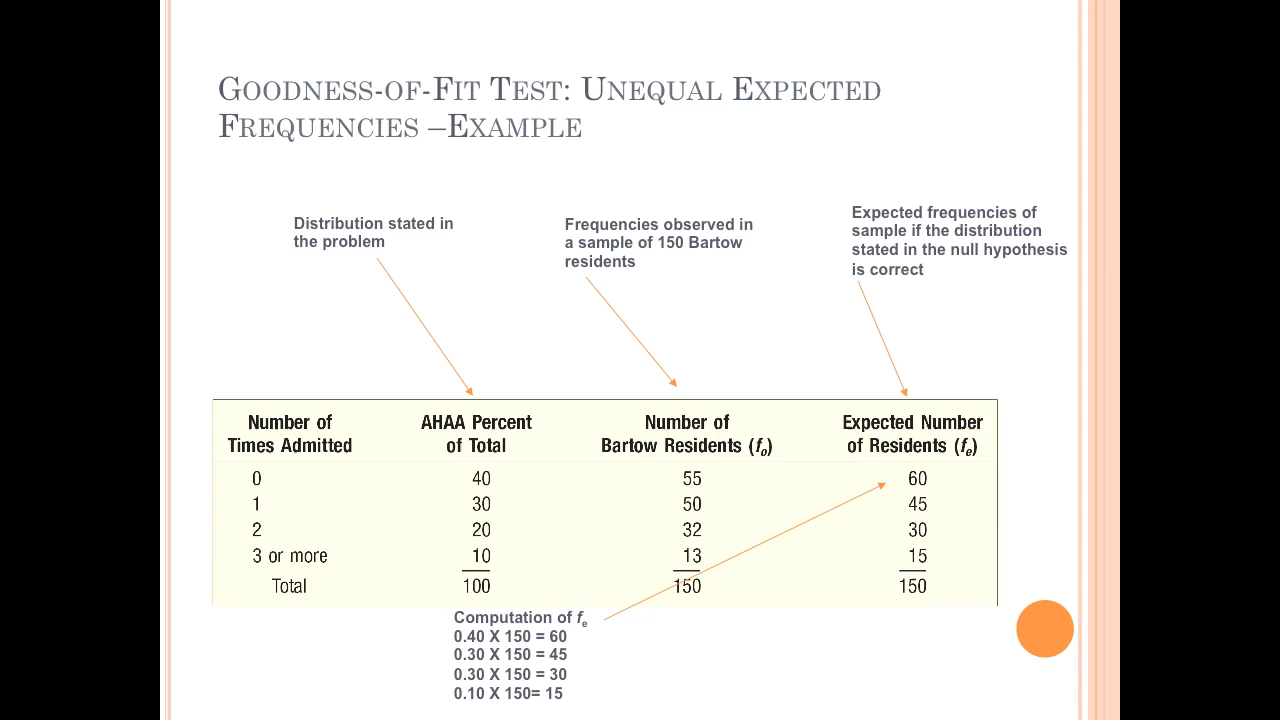 Goodness-of-Fit Test: Unequal Expected
Frequencies –Example
Distribution stated in
the problem
Frequencies observed in
a sample of 150 Bartow
residents
Expected frequencies of
sample if the distribution
stated in the null hypothesis
is correct
Number of Times Admitted AHAA Percent of Total Number of Bartow Residents (fo) Expected Number of Residents (fe)
0 40 55 60
1 30 50 45
2 20 32 30
3 or more 10 13 15
Total 100 150 150
Computation of fe
0.40 X 150 = 60
0.30 X 150 = 45
0.30 X 150 = 30
0.10 X 150= 15